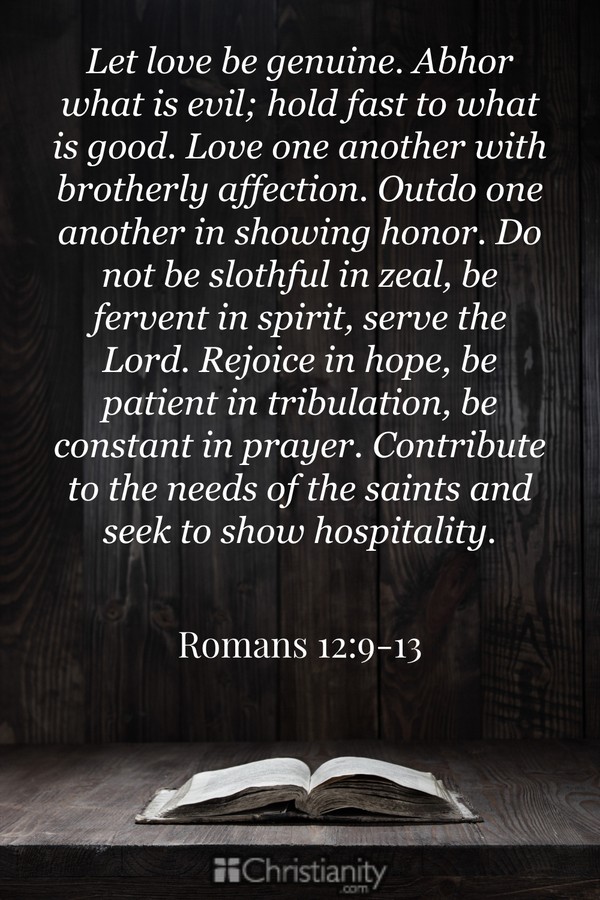 Let love be genuine. Abhor
what is evil; hold fast to what
is good. Love one another with
brotherly affection. Outdo one
another in showing honor. Do
not be slothful in zeal, be
fervent in spirit, serve the
Lord. Rejoice in hope, be
patient in tribulation, be
constant in prayer. Contribute
to the needs of the saints and
seek to show hospitality.
Romans 12:9-13
Christianity
.com